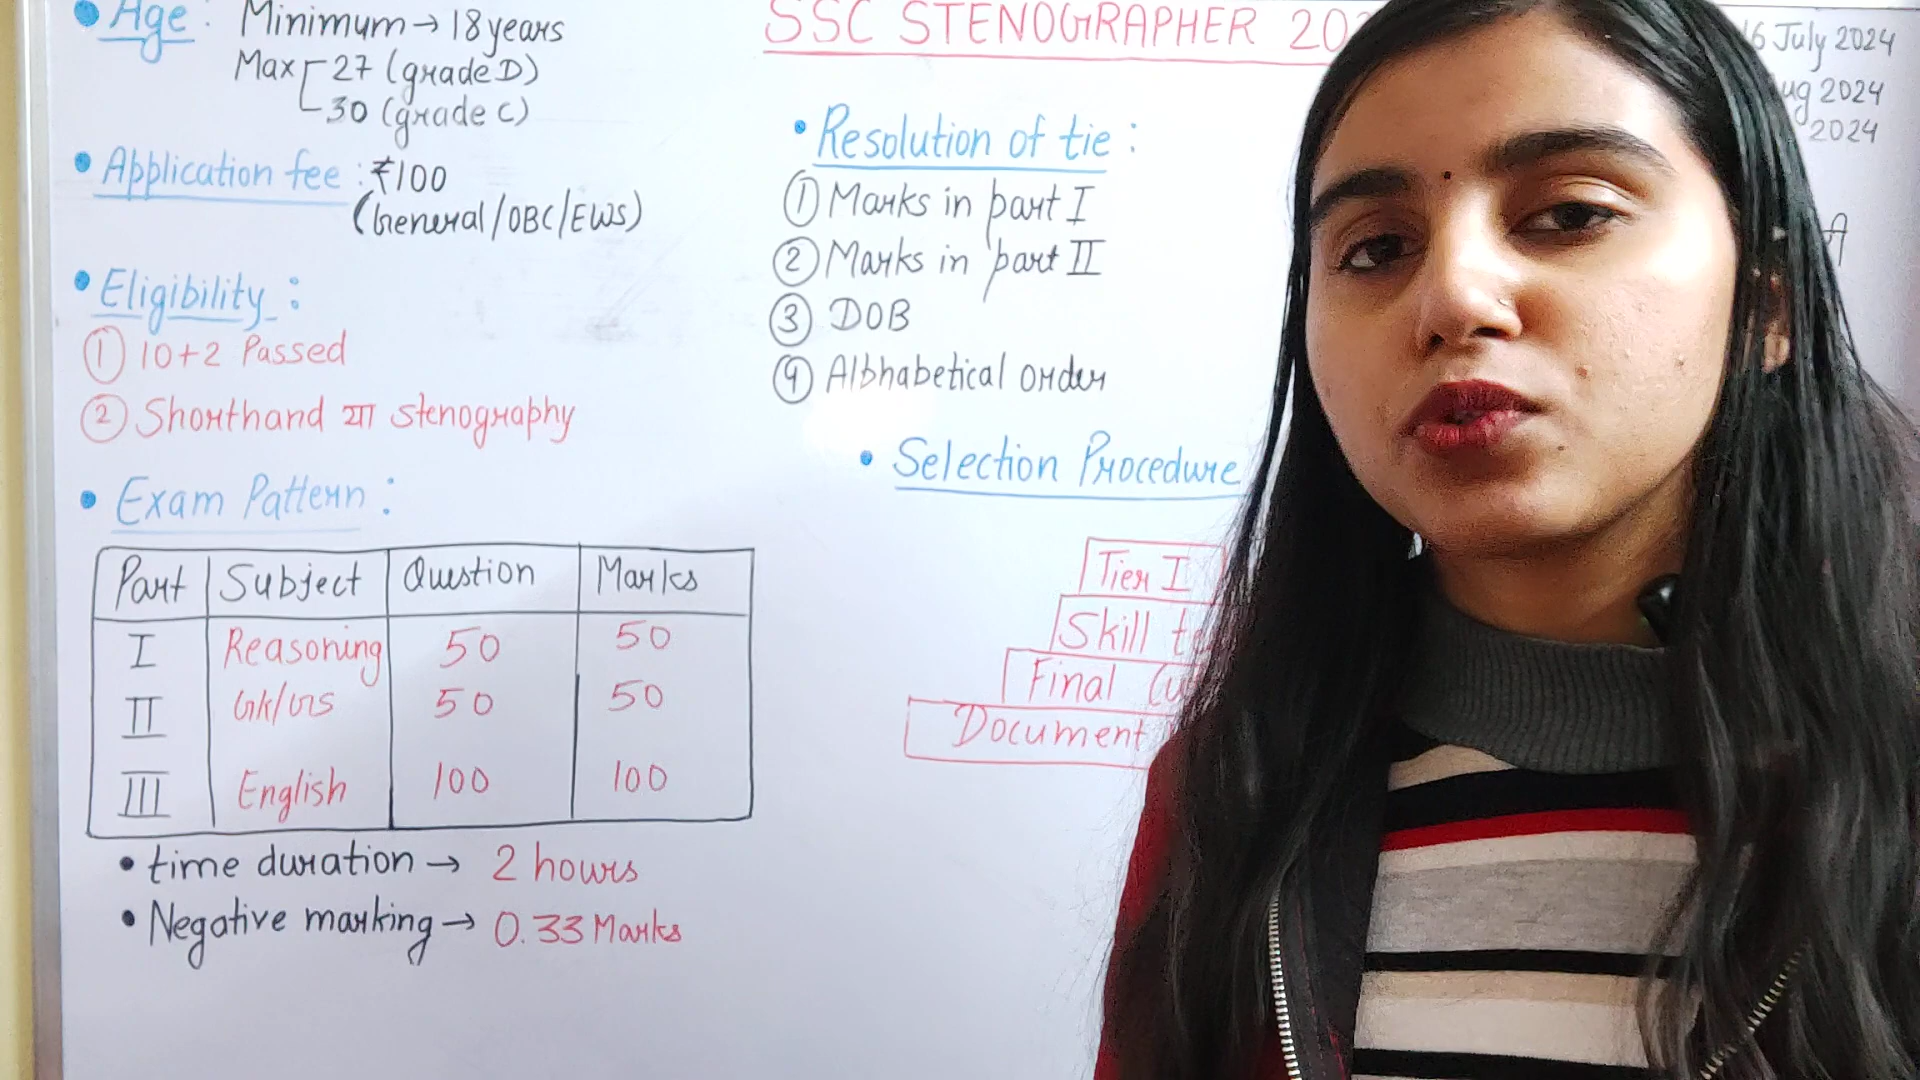 SSC STENOGRAPHER 20
• Age : Minimum → 18 years
Max 27 (grade D)
30 (grade C)
• Application fee : ₹100
(General/OBC/EWS)
• Eligibility :
① 10+2 Passed
② Shorthand या stenography
• Exam Pattern :
Part Subject Question Marks
I Reasoning 50 50
II GK/GS 50 50
III English 100 100
• time duration → 2 hours
• Negative marking → 0.33 Marks
• Resolution of tie :
① Marks in part I
② Marks in part II
③ DOB
④ Alphabetical order
• Selection Procedure
Tier I
Skill te
Final
Document
6 July 2024
ug 2024
2024